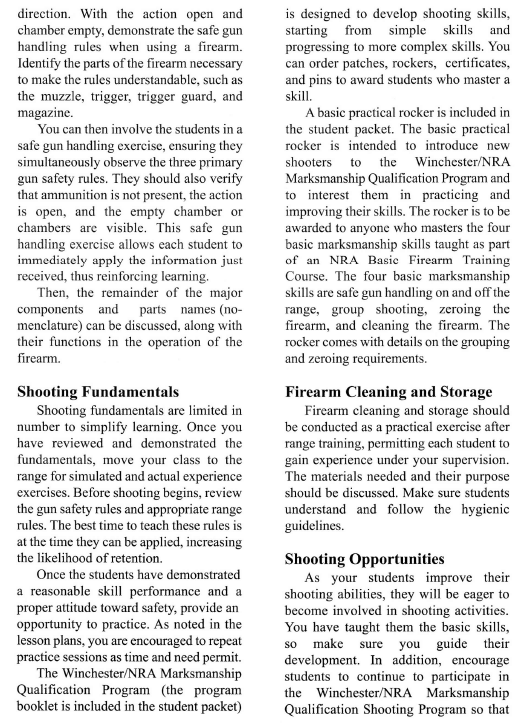 direction. With the action open and
chamber empty, demonstrate the safe gun
handling rules when using a firearm.
Identify the parts of the firearm necessary
to make the rules understandable, such as
the muzzle, trigger, trigger guard, and
magazine.
You can then involve the students in a
safe gun handling exercise, ensuring they
simultaneously observe the three primary
gun safety rules. They should also verify
that ammunition is not present, the action
is open, and the empty chamber or
chambers are visible. This safe gun
handling exercise allows each student to
immediately apply the information just
received, thus reinforcing learning.
Then, the remainder of the major
components and parts names (no-
menclature) can be discussed, along with
their functions in the operation of the
firearm.
Shooting Fundamentals
Shooting fundamentals are limited in
number to simplify learning. Once you
have reviewed and demonstrated the
fundamentals, move your class to the
range for simulated and actual experience
exercises. Before shooting begins, review
the gun safety rules and appropriate range
rules. The best time to teach these rules is
at the time they can be applied, increasing
the likelihood of retention.
Once the students have demonstrated
a reasonable skill performance and a
proper attitude toward safety, provide an
opportunity to practice. As noted in the
lesson plans, you are encouraged to repeat
practice sessions as time and need permit.
The Winchester/NRA Marksmanship
Qualification Program (the program
booklet is included in the student packet)
is designed to develop shooting skills,
starting from simple skills and
progressing to more complex skills. You
can order patches, rockers, certificates,
and pins to award students who master a
skill.
A basic practical rocker is included in
the student packet. The basic practical
rocker is intended to introduce new
shooters to the Winchester/NRA
Marksmanship Qualification Program and
to interest them in practicing and
improving their skills. The rocker is to be
awarded to anyone who masters the four
basic marksmanship skills taught as part
of an NRA Basic Firearm Training
Course. The four basic marksmanship
skills are safe gun handling on and off the
range, group shooting, zeroing the
firearm, and cleaning the firearm. The
rocker comes with details on the grouping
and zeroing requirements.
Firearm Cleaning and Storage
Firearm cleaning and storage should
be conducted as a practical exercise after
range training, permitting each student to
gain experience under your supervision.
The materials needed and their purpose
should be discussed. Make sure students
understand and follow the hygienic
guidelines.
Shooting Opportunities
As your students improve their
shooting abilities, they will be eager to
become involved in shooting activities.
You have taught them the basic skills,
so make sure you guide their
development. In addition, encourage
students to continue to participate in
the Winchester/NRA Marksmanship
Qualification Shooting Program so that